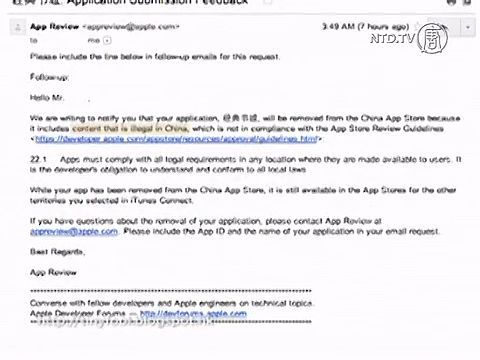 Application Submission Feedback
App Review <appreview@apple.com> 3:49 AM (7 hours ago)
to me
NTD.TV
Please include the line below in follow-up emails for this request.
Follow-up:
Hello Mr.
We are writing to notify you that your application, 经典书城, will be removed from the China App Store because
it includes content that is illegal in China, which is not in compliance with the App Store Review Guidelines
<https://developer.apple.com/appstore/resources/approval/guidelines.html>:
22.1 Apps must comply with all legal requirements in any location where they are made available to users. It
is the developer's obligation to understand and conform to all local laws
While your app has been removed from the China App Store, it is still available in the App Stores for the other
territories you selected in iTunes Connect.
If you have questions about the removal of your application, please contact App Review at
appreview@apple.com. Please include the App ID and the name of your application in your email request.
Best Regards,
App Review
Converse with fellow developers and Apple engineers on technical topics.
Apple Developer Forums -- http://devforums.apple.com